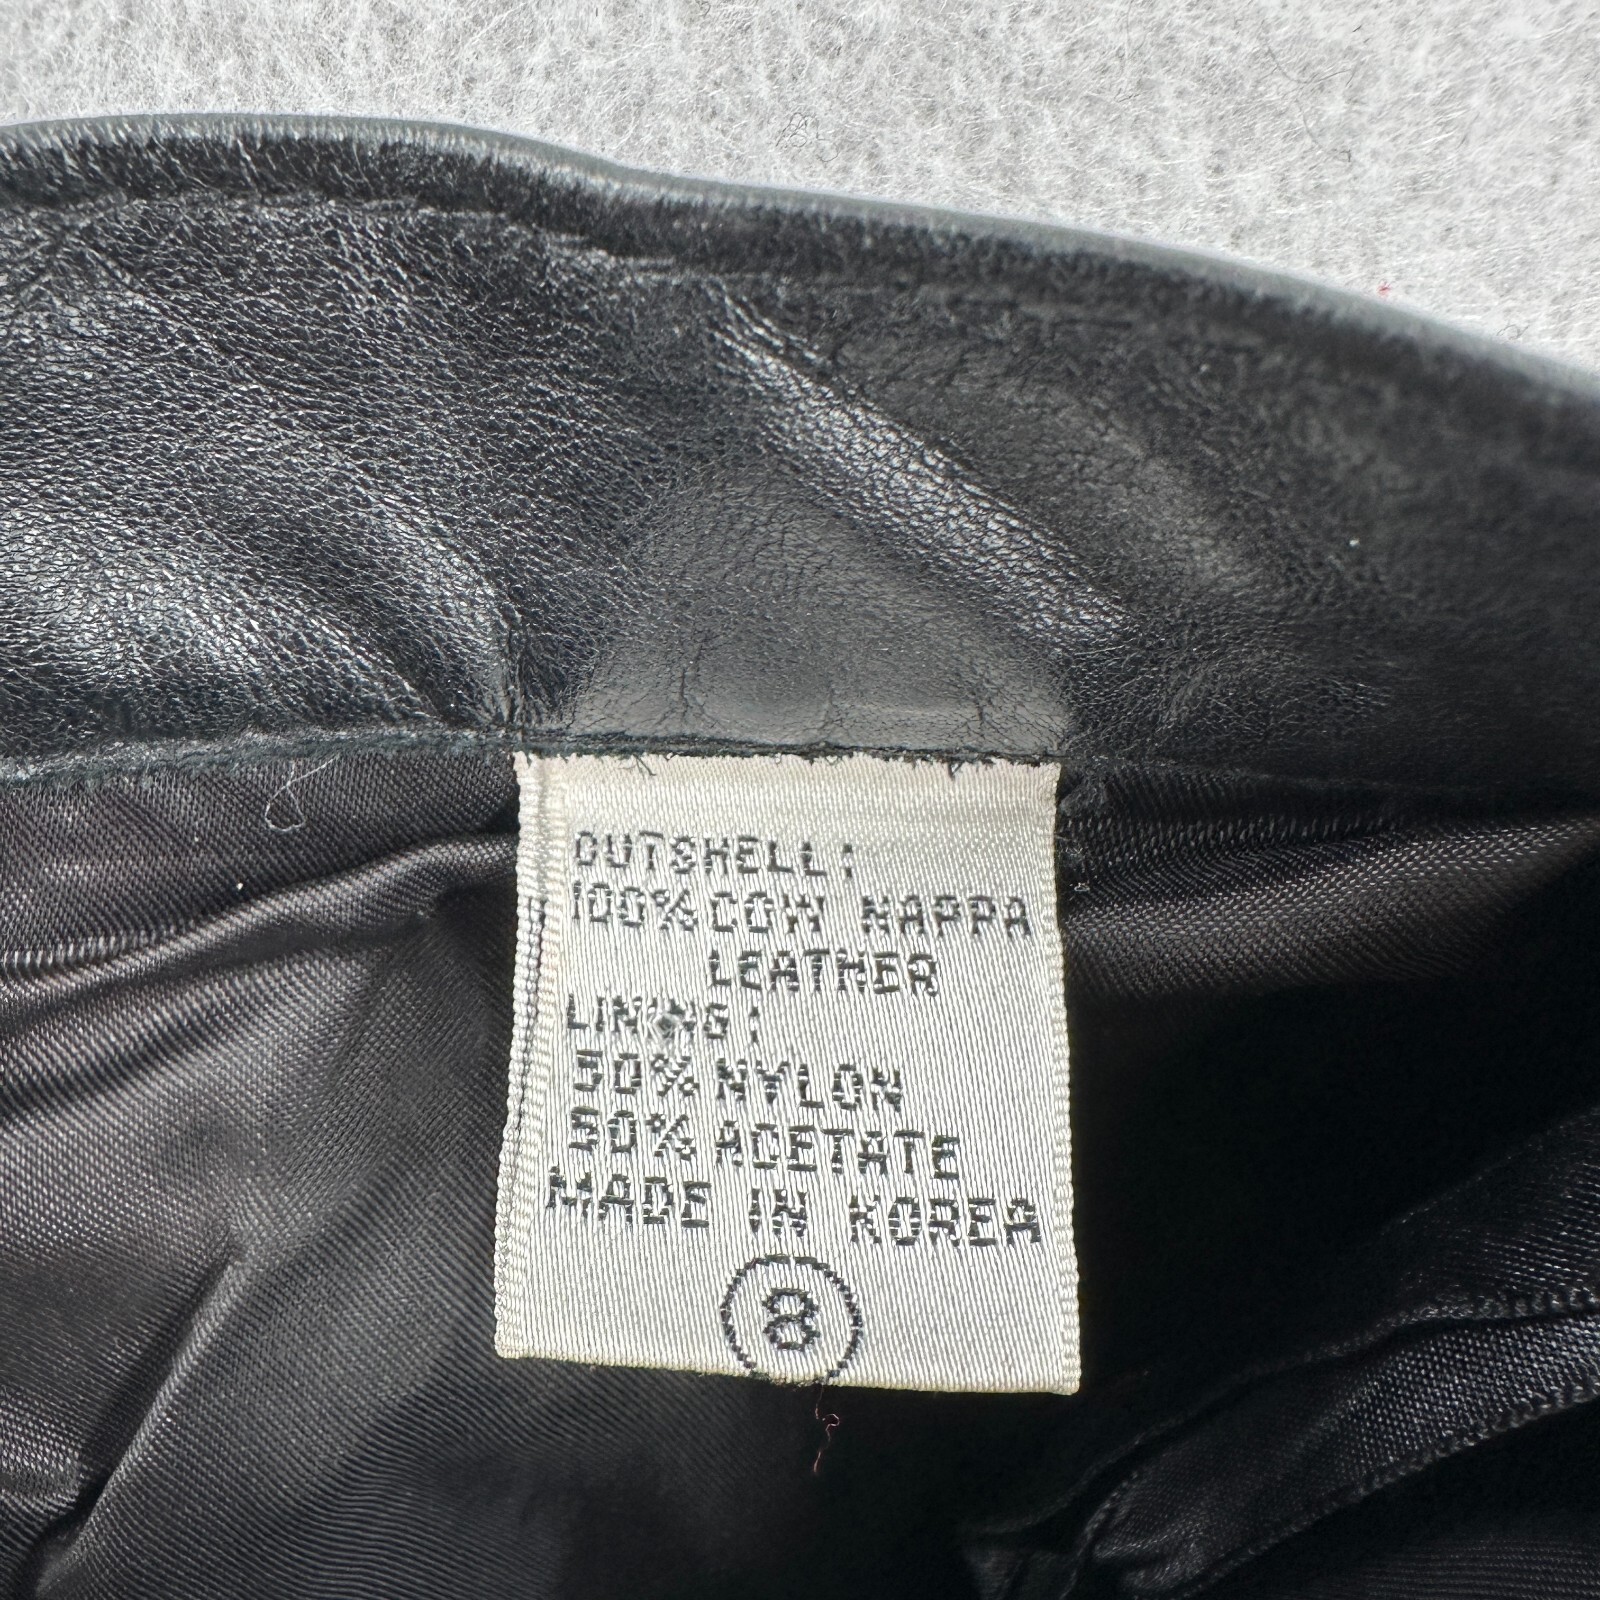 OUTSHELL:
100% COW NAPPA
LEATHER
LINING:
50% NYLON
50% ACETATE
MADE IN KOREA
8